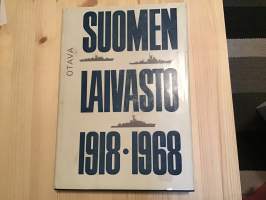 OTAVA
SUOMEN
LAIVASTO
1918·1968